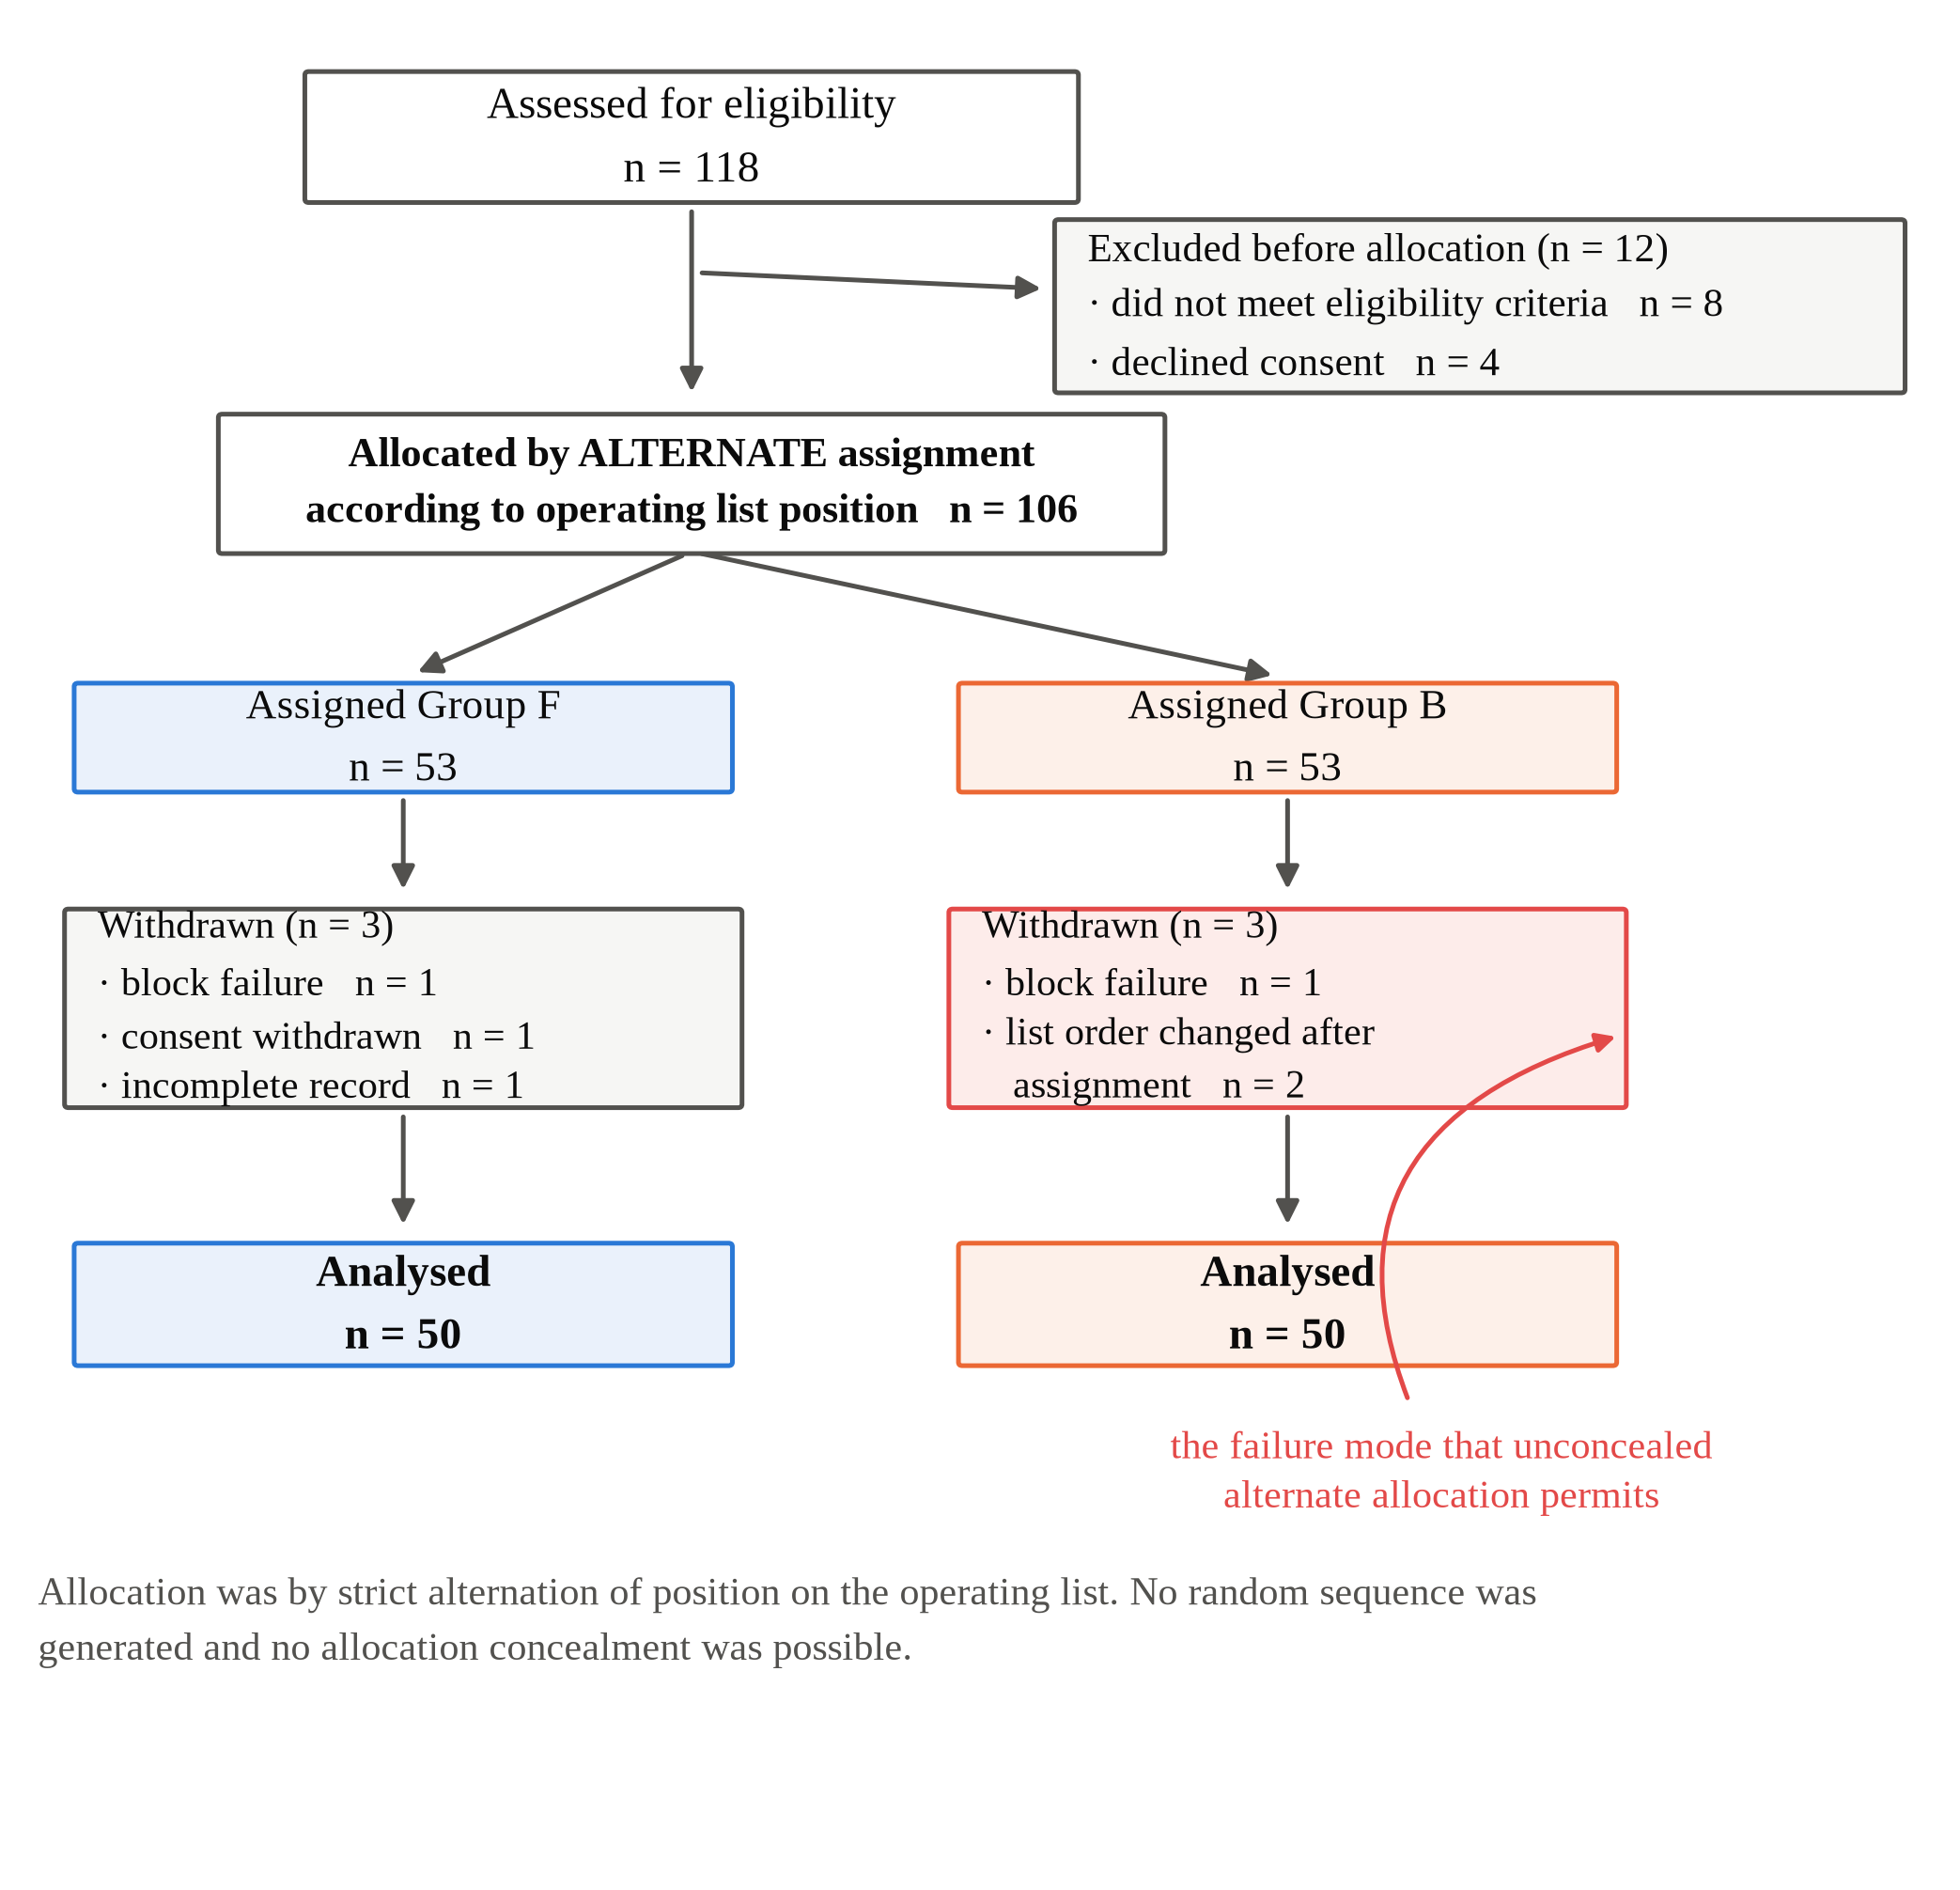 Assessed for eligibility
n = 118
Excluded before allocation (n = 12)
· did not meet eligibility criteria n = 8
· declined consent n = 4
Allocated by ALTERNATE assignment
according to operating list position n = 106
Assigned Group F
n = 53
Assigned Group B
n = 53
Withdrawn (n = 3)
· block failure n = 1
· consent withdrawn n = 1
· incomplete record n = 1
Withdrawn (n = 3)
· block failure n = 1
· list order changed after
assignment n = 2
Analysed
n = 50
Analysed
n = 50
the failure mode that unconcealed
alternate allocation permits
Allocation was by strict alternation of position on the operating list. No random sequence was
generated and no allocation concealment was possible.